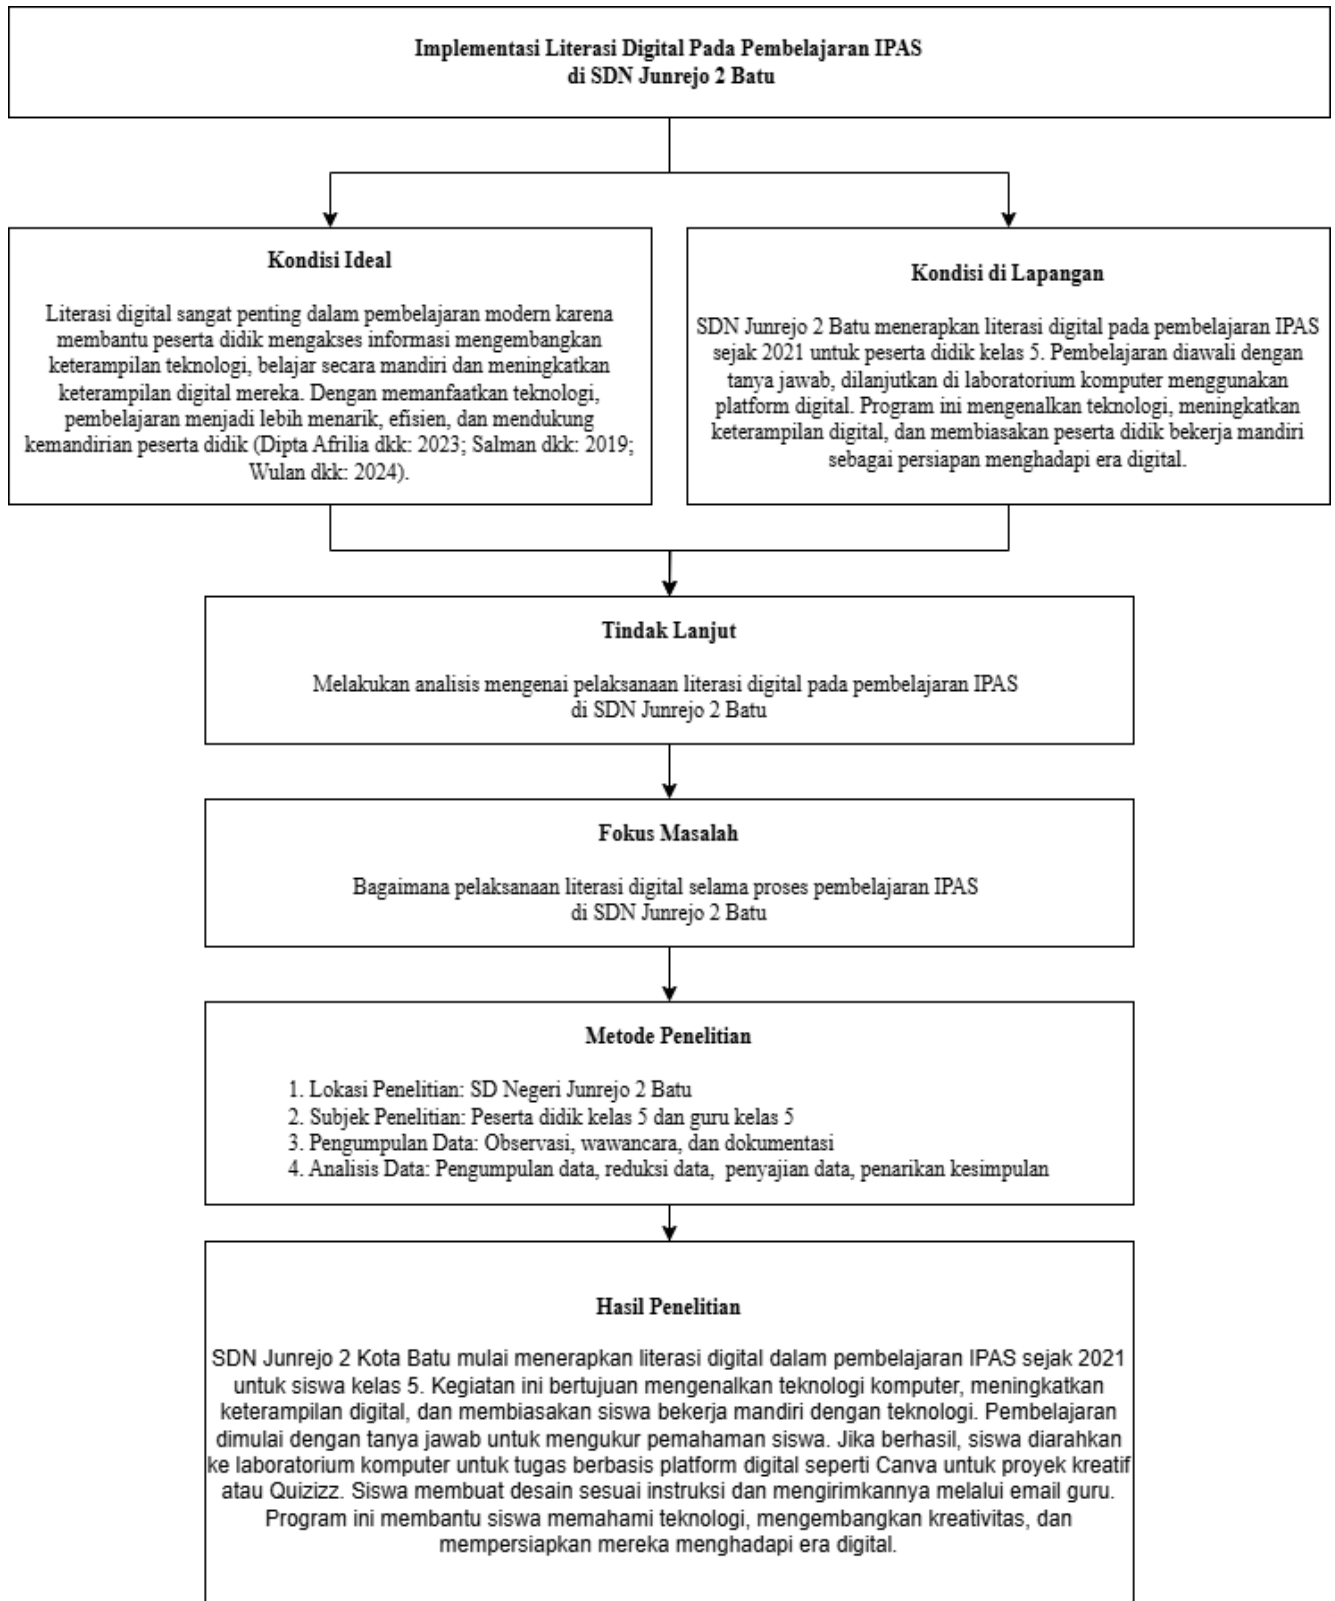 Implementasi Literasi Digital Pada Pembelajaran IPAS
di SDN Junrejo 2 Batu
Kondisi Ideal
Literasi digital sangat penting dalam pembelajaran modern karena
membantu peserta didik mengakses informasi mengembangkan
keterampilan teknologi, belajar secara mandiri dan meningkatkan
keterampilan digital mereka. Dengan memanfaatkan teknologi,
pembelajaran menjadi lebih menarik, efisien, dan mendukung
kemandirian peserta didik (Dipta Afrilia dkk: 2023; Salman dkk: 2019;
Wulan dkk: 2024).
Kondisi di Lapangan
SDN Junrejo 2 Batu menerapkan literasi digital pada pembelajaran IPAS
sejak 2021 untuk peserta didik kelas 5. Pembelajaran diawali dengan
tanya jawab, dilanjutkan di laboratorium komputer menggunakan
platform digital. Program ini mengenalkan teknologi, meningkatkan
keterampilan digital, dan membiasakan peserta didik bekerja mandiri
sebagai persiapan menghadapi era digital.
Tindak Lanjut
Melakukan analisis mengenai pelaksanaan literasi digital pada pembelajaran IPAS
di SDN Junrejo 2 Batu
Fokus Masalah
Bagaimana pelaksanaan literasi digital selama proses pembelajaran IPAS
di SDN Junrejo 2 Batu
Metode Penelitian
1. Lokasi Penelitian: SD Negeri Junrejo 2 Batu
2. Subjek Penelitian: Peserta didik kelas 5 dan guru kelas 5
3. Pengumpulan Data: Observasi, wawancara, dan dokumentasi
4. Analisis Data: Pengumpulan data, reduksi data, penyajian data, penarikan kesimpulan
Hasil Penelitian
SDN Junrejo 2 Kota Batu mulai menerapkan literasi digital dalam pembelajaran IPAS sejak 2021
untuk siswa kelas 5. Kegiatan ini bertujuan mengenalkan teknologi komputer, meningkatkan
keterampilan digital, dan membiasakan siswa bekerja mandiri dengan teknologi. Pembelajaran
dimulai dengan tanya jawab untuk mengukur pemahaman siswa. Jika berhasil, siswa diarahkan
ke laboratorium komputer untuk tugas berbasis platform digital seperti Canva untuk proyek kreatif
atau Quizizz. Siswa membuat desain sesuai instruksi dan mengirimkannya melalui email guru.
Program ini membantu siswa memahami teknologi, mengembangkan kreativitas, dan
mempersiapkan mereka menghadapi era digital.